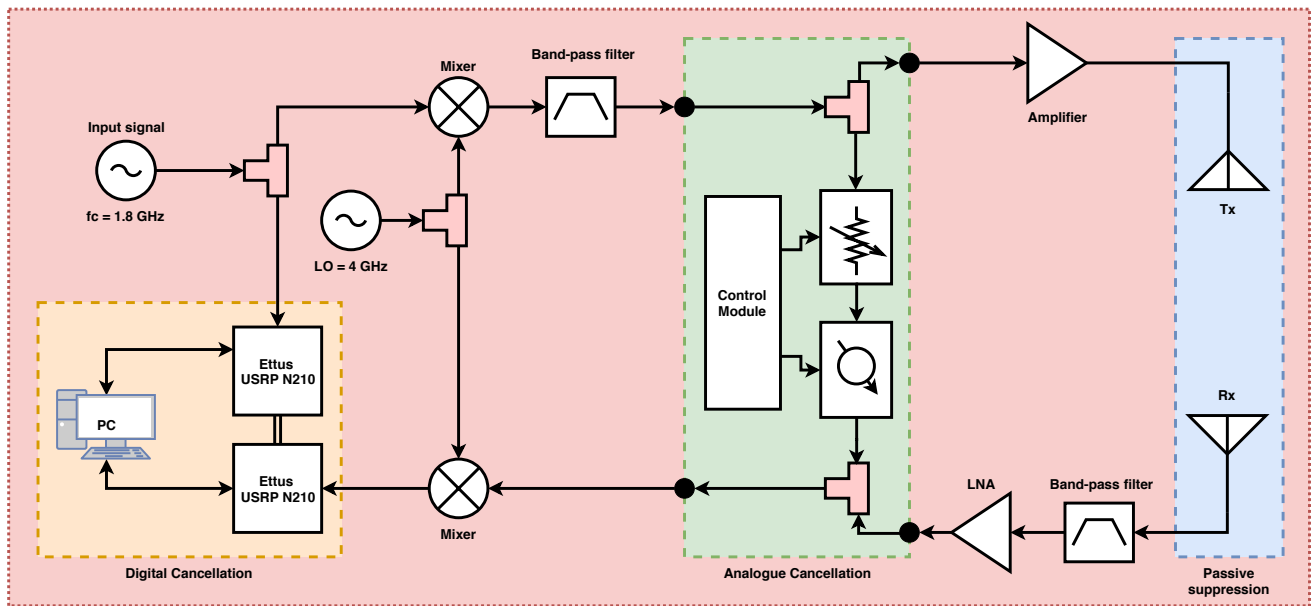 Input signal
fc = 1.8 GHz
Mixer
Band-pass filter
LO = 4 GHz
Amplifier
Tx
Control
Module
Ettus
USRP N210
PC
Ettus
USRP N210
Mixer
Rx
LNA
Band-pass filter
Digital Cancellation
Analogue Cancellation
Passive
suppression